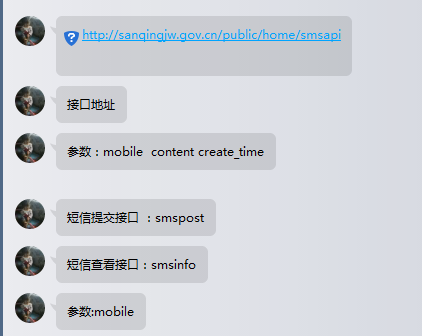 http://sanqingjw.gov.cn/public/home/smsapi
接口地址
参数：mobile  content create_time
短信提交接口 ：smspost
短信查看接口：smsinfo
参数:mobile